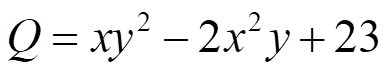 Q = xy² − 2x²y + 23